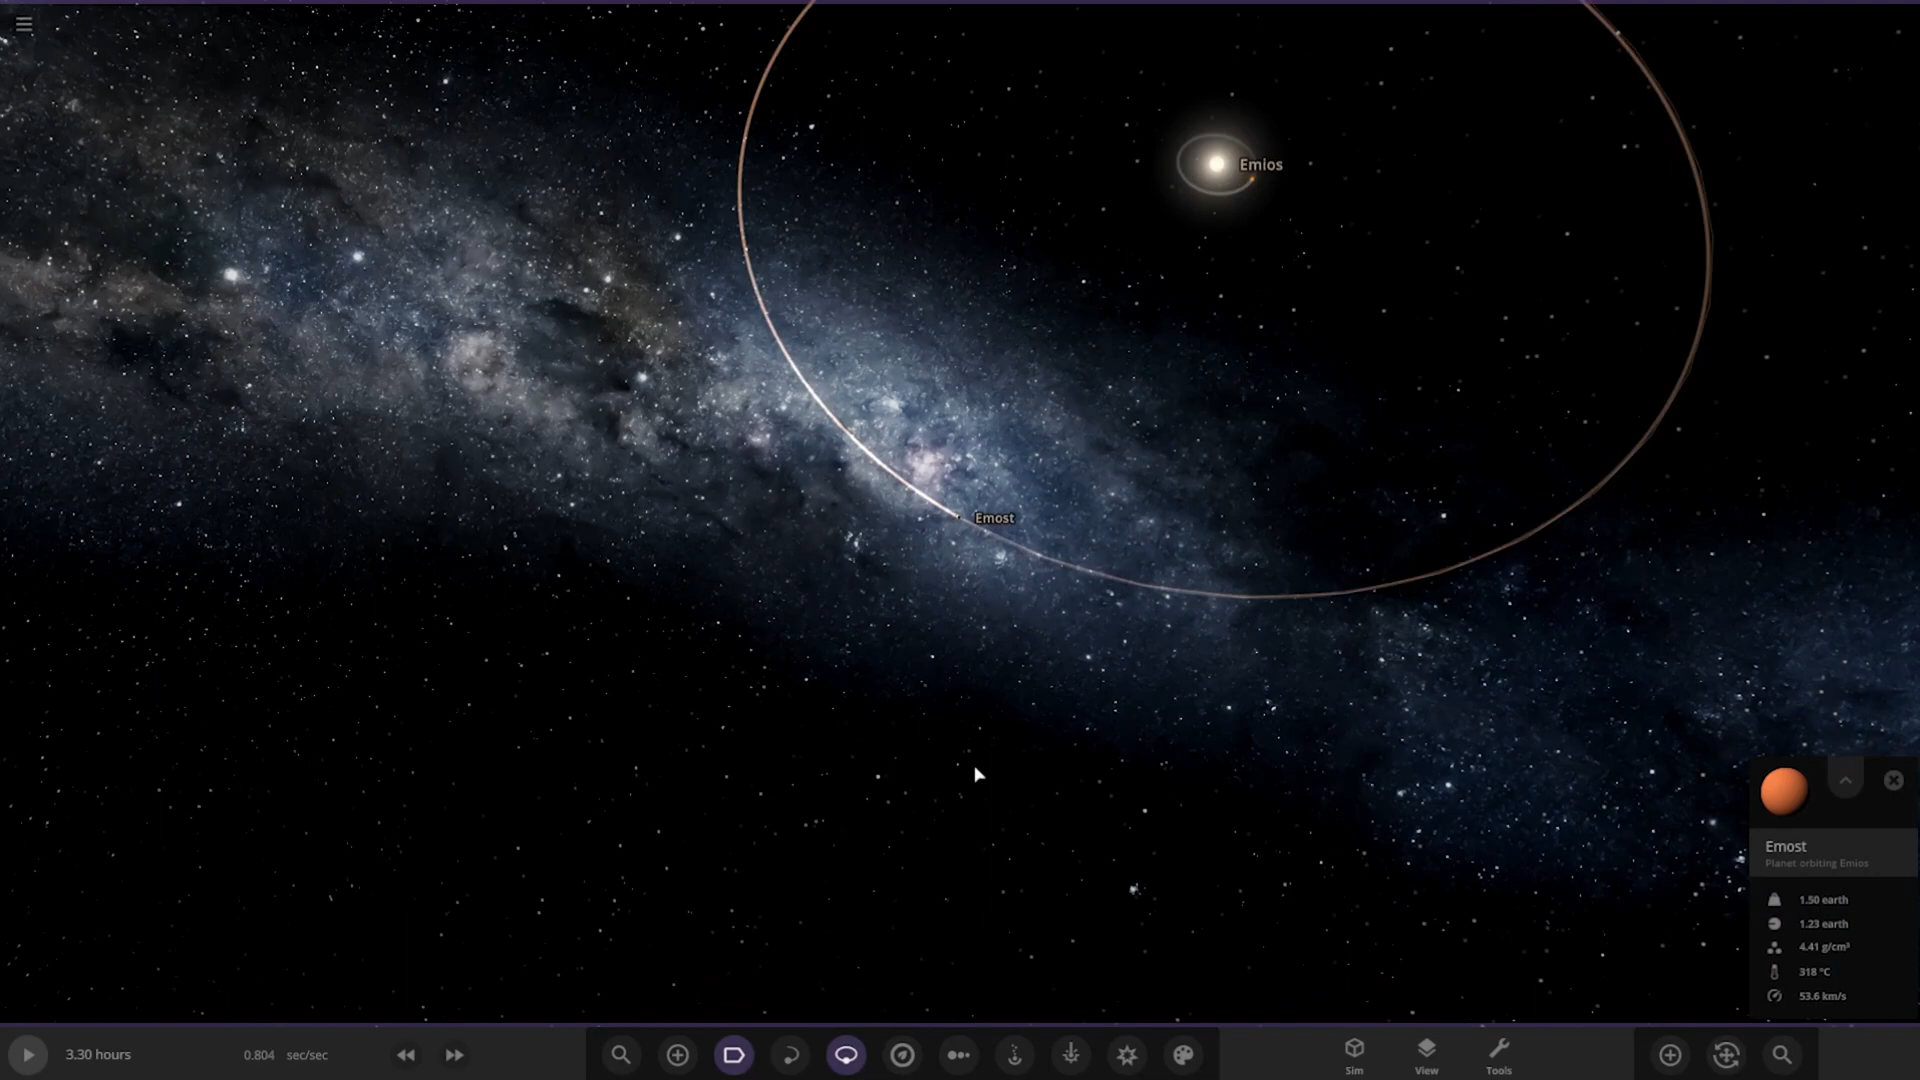 Emios
Emost
Emost
Planet orbiting Emios
1.50 earth
1.23 earth
4.41 g/cm³
318 °C
53.6 km/s
3.30 hours
0.804 sec/sec
Sim
View
Tools